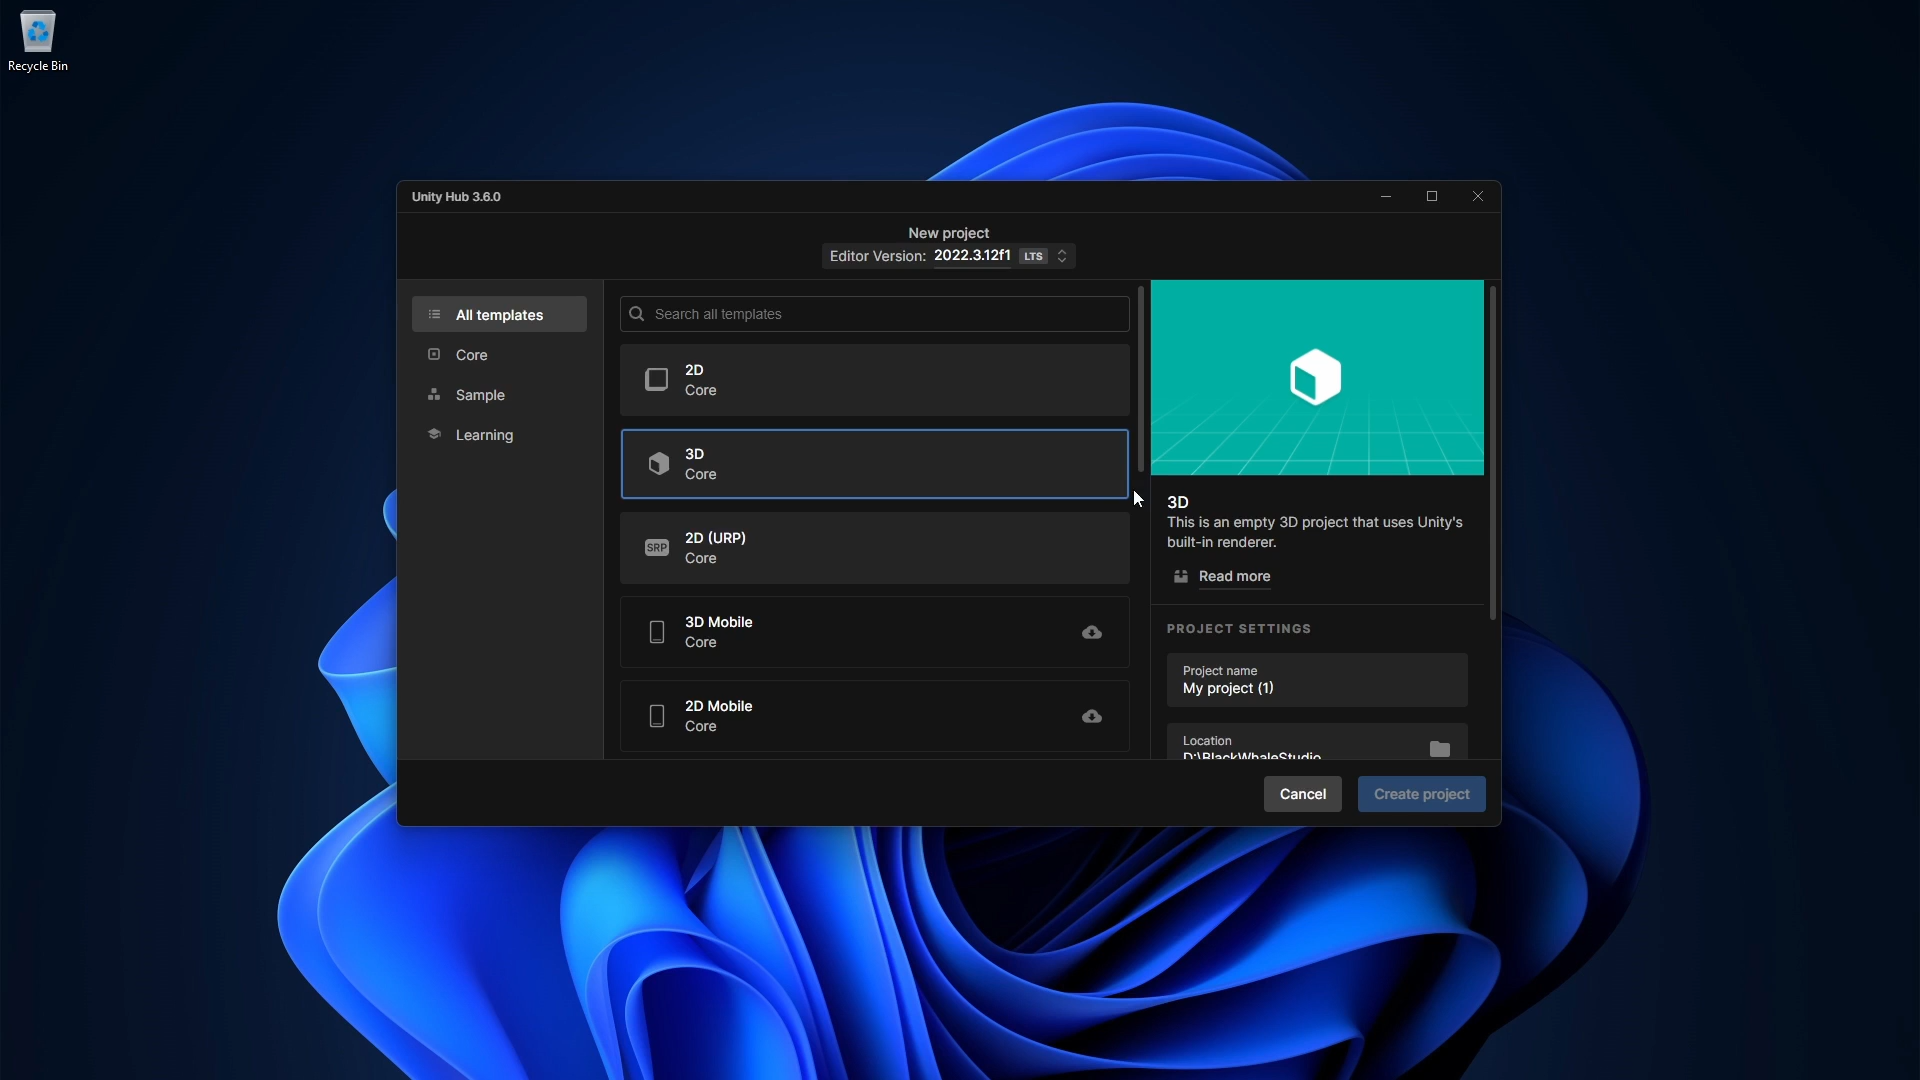 Recycle Bin
Unity Hub 3.6.0
New project
Editor Version: 2022.3.12f1 LTS
All templates
Core
Sample
Learning
Search all templates
2D
Core
3D
Core
SRP
2D (URP)
Core
3D Mobile
Core
2D Mobile
Core
3D
This is an empty 3D project that uses Unity's
built-in renderer.
Read more
PROJECT SETTINGS
Project name
My project (1)
Location
D:\BlackWhaleStudio
Cancel
Create project